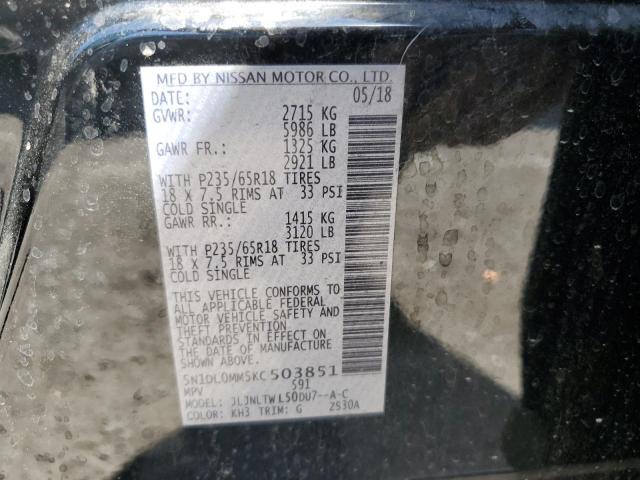 MFD BY NISSAN MOTOR CO., LTD.
DATE: 05/18
GVWR: 2715 KG
5986 LB
GAWR FR.: 1325 KG
2921 LB
WITH P235/65R18 TIRES
18 X 7.5 RIMS AT 33 PSI
COLD SINGLE
GAWR RR.: 1415 KG
3120 LB
WITH P235/65R18 TIRES
18 X 7.5 RIMS AT 33 PSI
COLD SINGLE
THIS VEHICLE CONFORMS TO
ALL APPLICABLE FEDERAL
MOTOR VEHICLE SAFETY AND
THEFT PREVENTION
STANDARDS IN EFFECT ON
THE DATE OF MANUFACTURE
SHOWN ABOVE.
5N1DL0MM5KC503851
MPV 591
MODEL: JLJNLTWL50DU7--A-C
COLOR: KH3 TRIM: G ZS30A